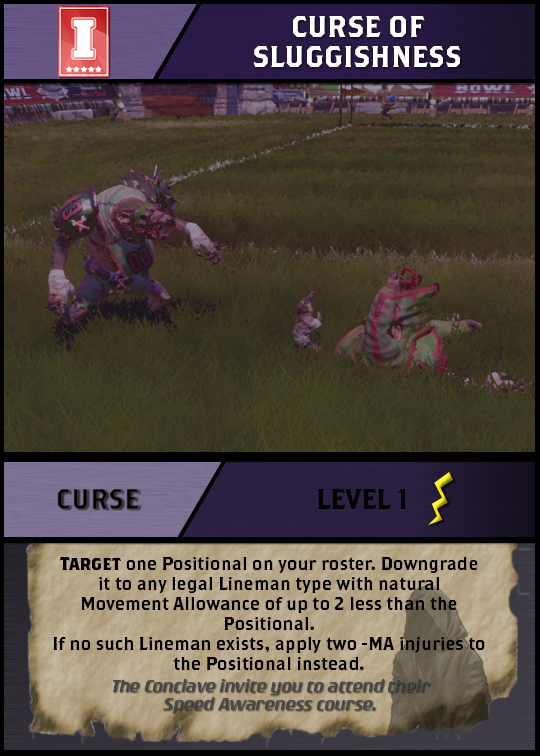 I
CURSE OF
SLUGGISHNESS
BOWL
CURSE
LEVEL 1
TARGET one Positional on your roster. Downgrade
it to any legal Lineman type with natural
Movement Allowance of up to 2 less than the
Positional.
If no such Lineman exists, apply two -MA injuries to
the Positional instead.
The Conclave invite you to attend their
Speed Awareness course.